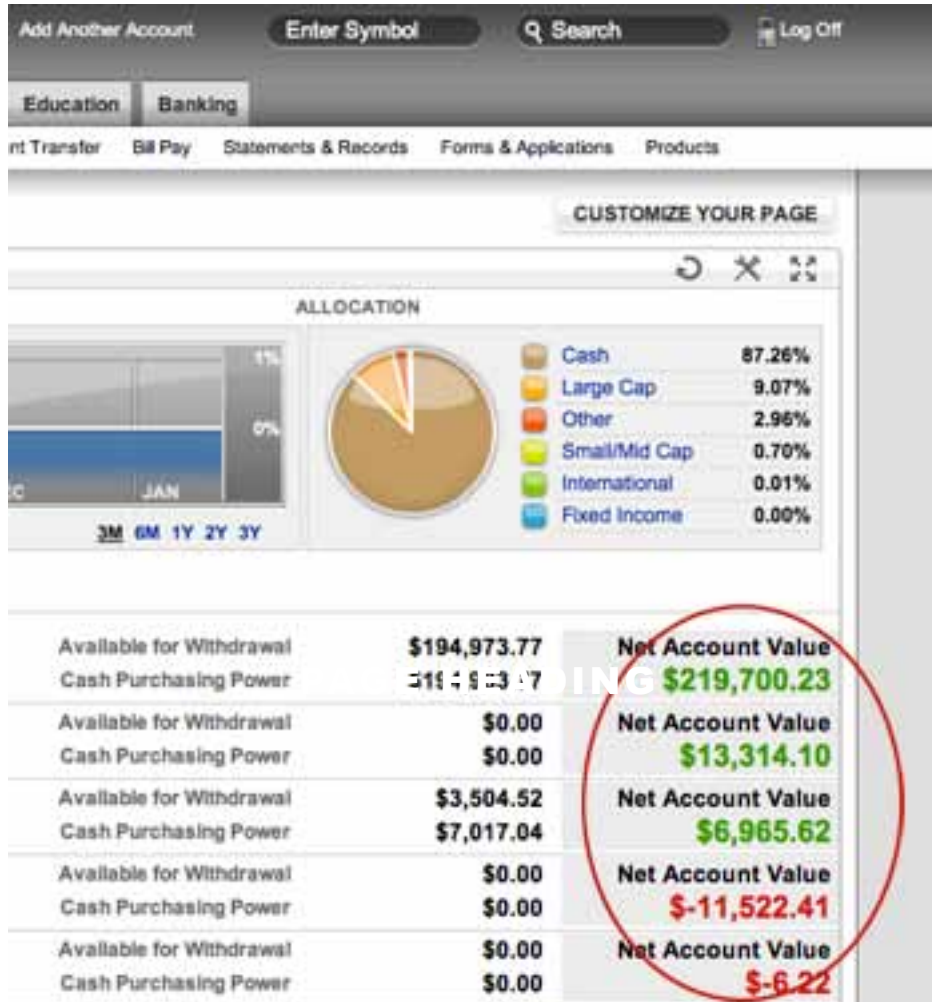 Add Another Account Enter Symbol Search Log Off
Education Banking
nt Transfer Bill Pay Statements & Records Forms & Applications Products
CUSTOMIZE YOUR PAGE
ALLOCATION
1%
0%
C JAN
3M 6M 1Y 2Y 3Y
Cash 87.26%
Large Cap 9.07%
Other 2.96%
Small/Mid Cap 0.70%
International 0.01%
Fixed Income 0.00%
Available for Withdrawal $194,973.77 Net Account Value
Cash Purchasing Power $219,700.23
HEADING
Available for Withdrawal $0.00 Net Account Value
Cash Purchasing Power $0.00 $13,314.10
Available for Withdrawal $3,504.52 Net Account Value
Cash Purchasing Power $7,017.04 $6,965.62
Available for Withdrawal $0.00 Net Account Value
Cash Purchasing Power $0.00 $-11,522.41
Available for Withdrawal $0.00 Net Account Value
Cash Purchasing Power $0.00 $-6.22